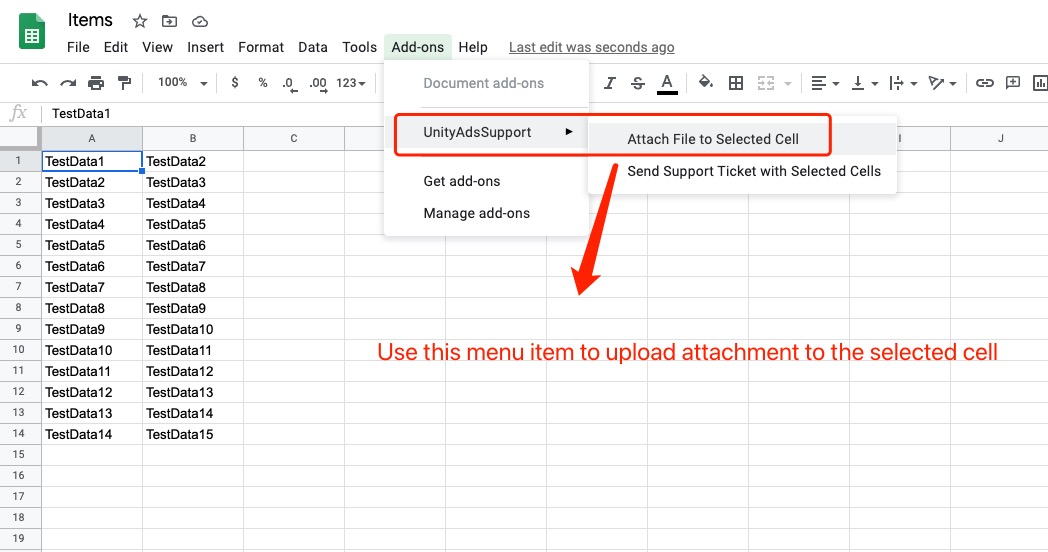 Items
File Edit View Insert Format Data Tools Add-ons Help Last edit was seconds ago
100% $ % .0 .00 123 I S A
Document add-ons
fx TestData1
UnityAdsSupport
Attach File to Selected Cell
Send Support Ticket with Selected Cells
Get add-ons
Manage add-ons
A B C I J
1 TestData1 TestData2
2 TestData2 TestData3
3 TestData3 TestData4
4 TestData4 TestData5
5 TestData5 TestData6
6 TestData6 TestData7
7 TestData7 TestData8
8 TestData8 TestData9
9 TestData9 TestData10
10 TestData10 TestData11
Use this menu item to upload attachment to the selected cell
11 TestData11 TestData12
12 TestData12 TestData13
13 TestData13 TestData14
14 TestData14 TestData15
15
16
17
18
19